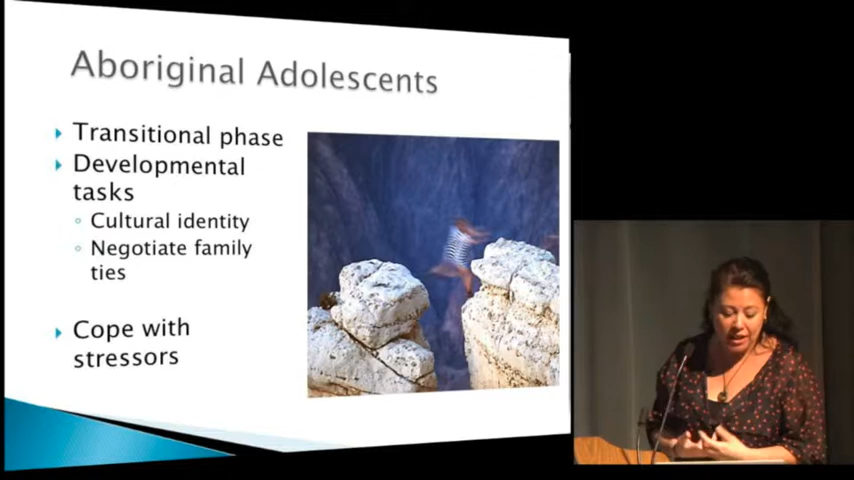 Aboriginal Adolescents
Transitional phase
Developmental
tasks
Cultural identity
Negotiate family
ties
Cope with
stressors